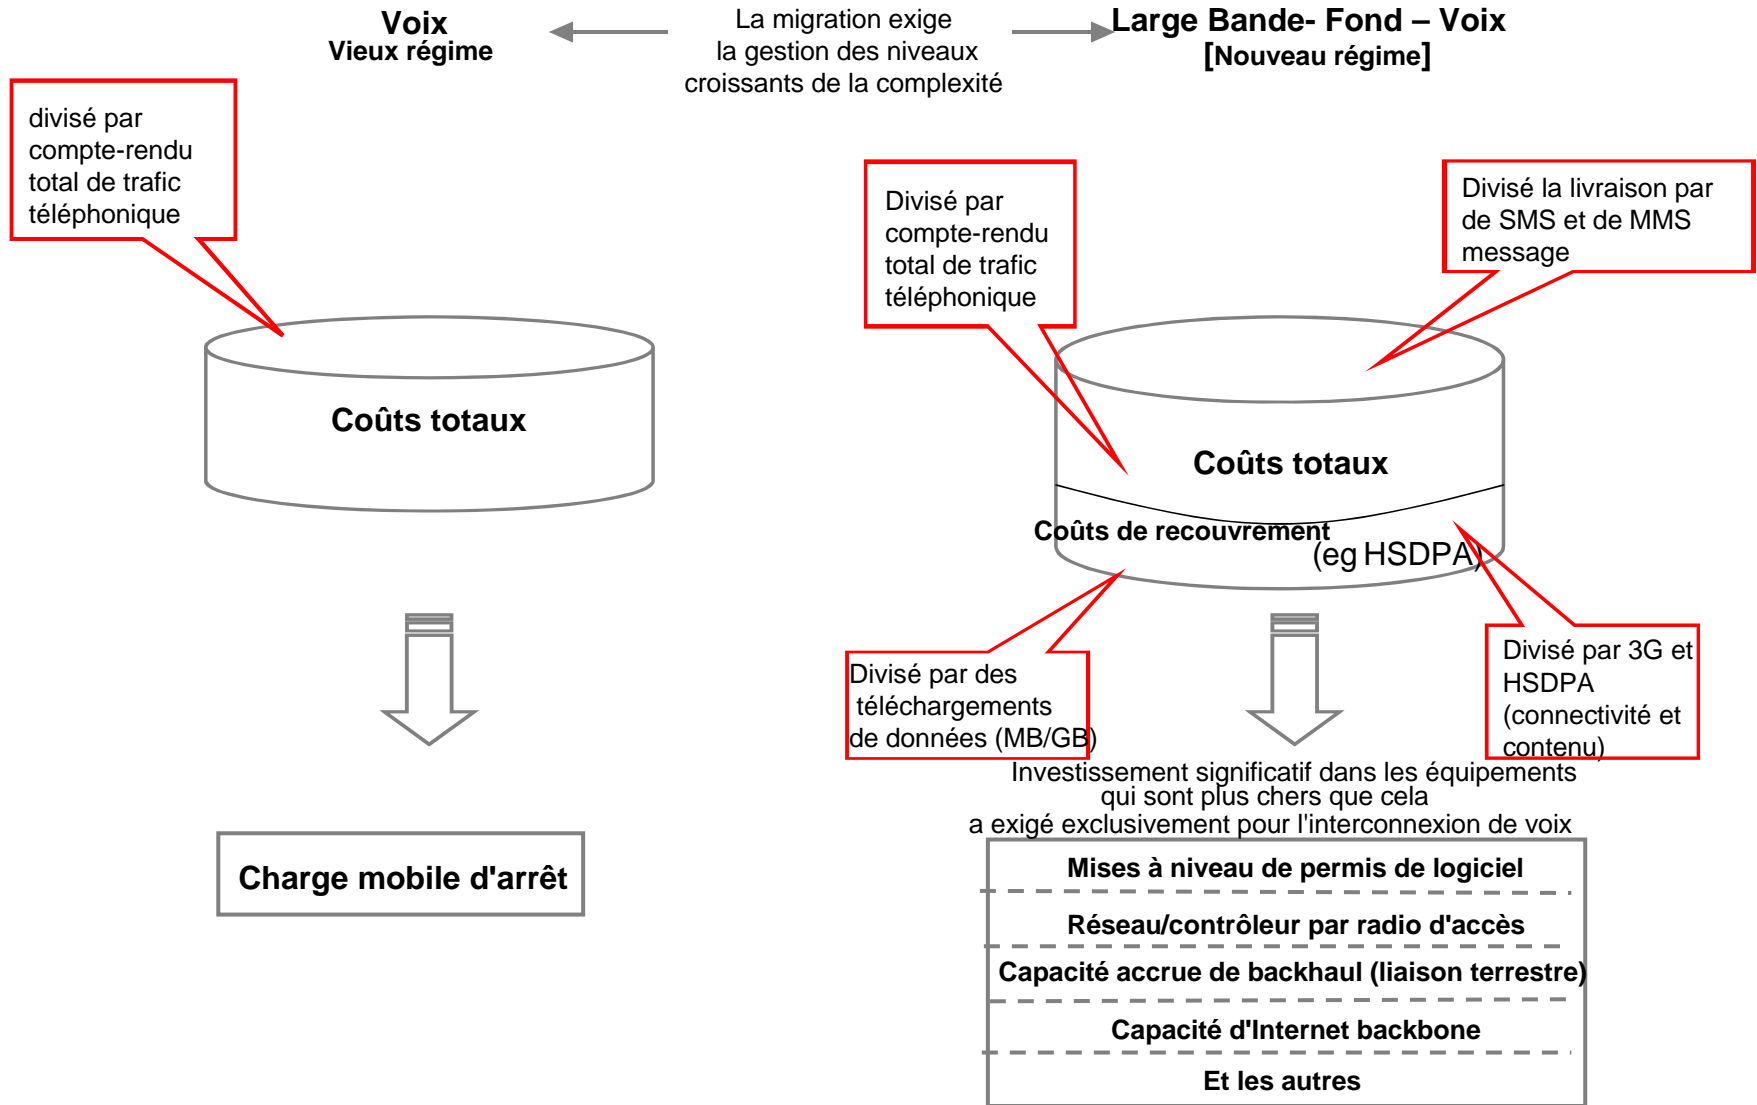 Voix
Vieux régime
La migration exige
la gestion des niveaux
croissants de la complexité
Large Bande- Fond – Voix
[Nouveau régime]
divisé par
compte-rendu
total de trafic
téléphonique
Divisé par
compte-rendu
total de trafic
téléphonique
Divisé la livraison par
de SMS et de MMS
message
Coûts totaux
Coûts totaux
Coûts de recouvrement
(eg HSDPA)
Divisé par des
téléchargements
de données (MB/GB)
Divisé par 3G et
HSDPA
(connectivité et
contenu)
Investissement significatif dans les équipements
qui sont plus chers que cela
a exigé exclusivement pour l'interconnexion de voix
Charge mobile d'arrêt
Mises à niveau de permis de logiciel
Réseau/contrôleur par radio d'accès
Capacité accrue de backhaul (liaison terrestre)
Capacité d'Internet backbone
Et les autres